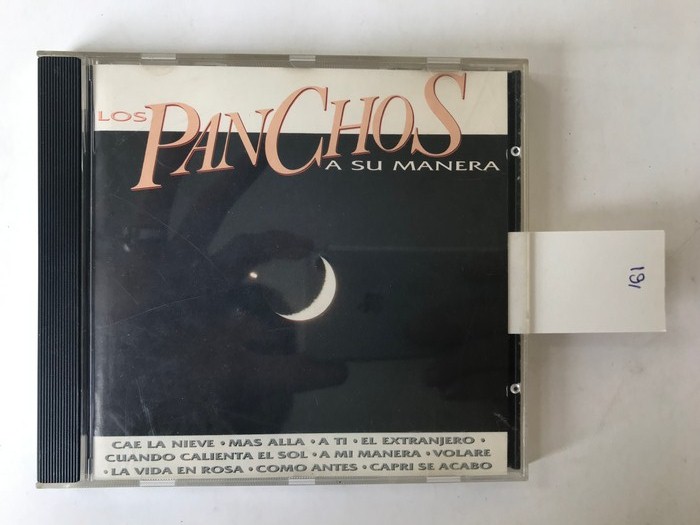 LOS PANCHOS
A SU MANERA
CAE LA NIEVE · MAS ALLA · A TI · EL EXTRANJERO ·
CUANDO CALIENTA EL SOL · A MI MANERA · VOLARE
· LA VIDA EN ROSA · COMO ANTES · CAPRI SE ACABO
161